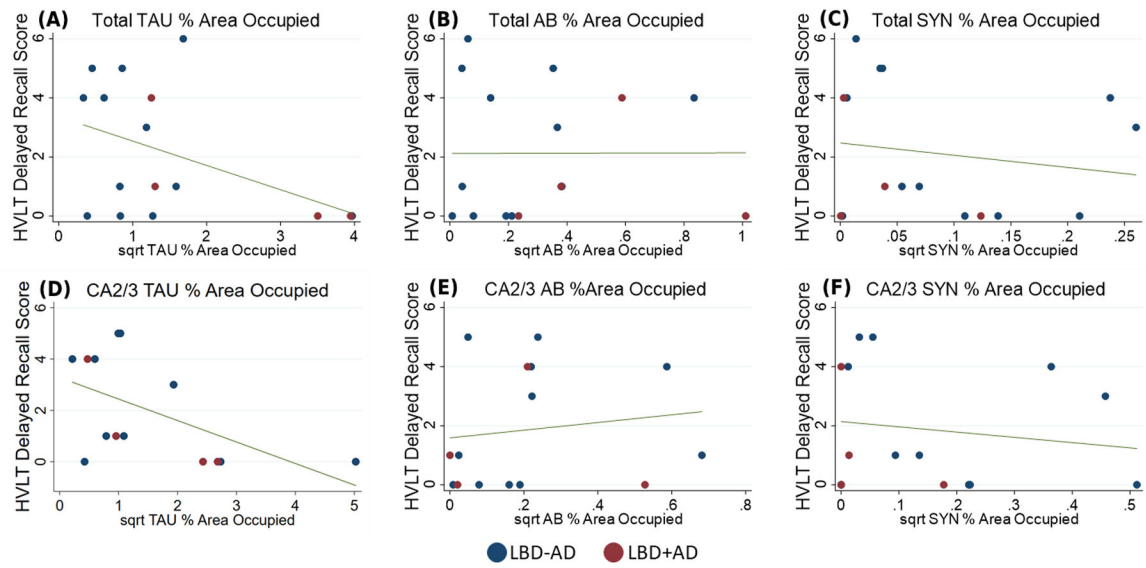 (A) Total TAU % Area Occupied
HVLT Delayed Recall Score
6
4
2
0
0 1 2 3 4
sqrt TAU % Area Occupied
(B) Total AB % Area Occupied
HVLT Delayed Recall Score
6
4
2
0
0 .2 .4 .6 .8 1
sqrt AB % Area Occupied
(C) Total SYN % Area Occupied
HVLT Delayed Recall Score
6
4
2
0
0 .05 .1 .15 .2 .25
sqrt SYN % Area Occupied
(D) CA2/3 TAU % Area Occupied
HVLT Delayed Recall Score
6
4
2
0
0 1 2 3 4 5
sqrt TAU % Area Occupied
(E) CA2/3 AB %Area Occupied
HVLT Delayed Recall Score
6
4
2
0
0 .2 .4 .6 .8
sqrt AB % Area Occupied
(F) CA2/3 SYN % Area Occupied
HVLT Delayed Recall Score
6
4
2
0
0 .1 .2 .3 .4 .5
sqrt SYN % Area Occupied
LBD-AD LBD+AD